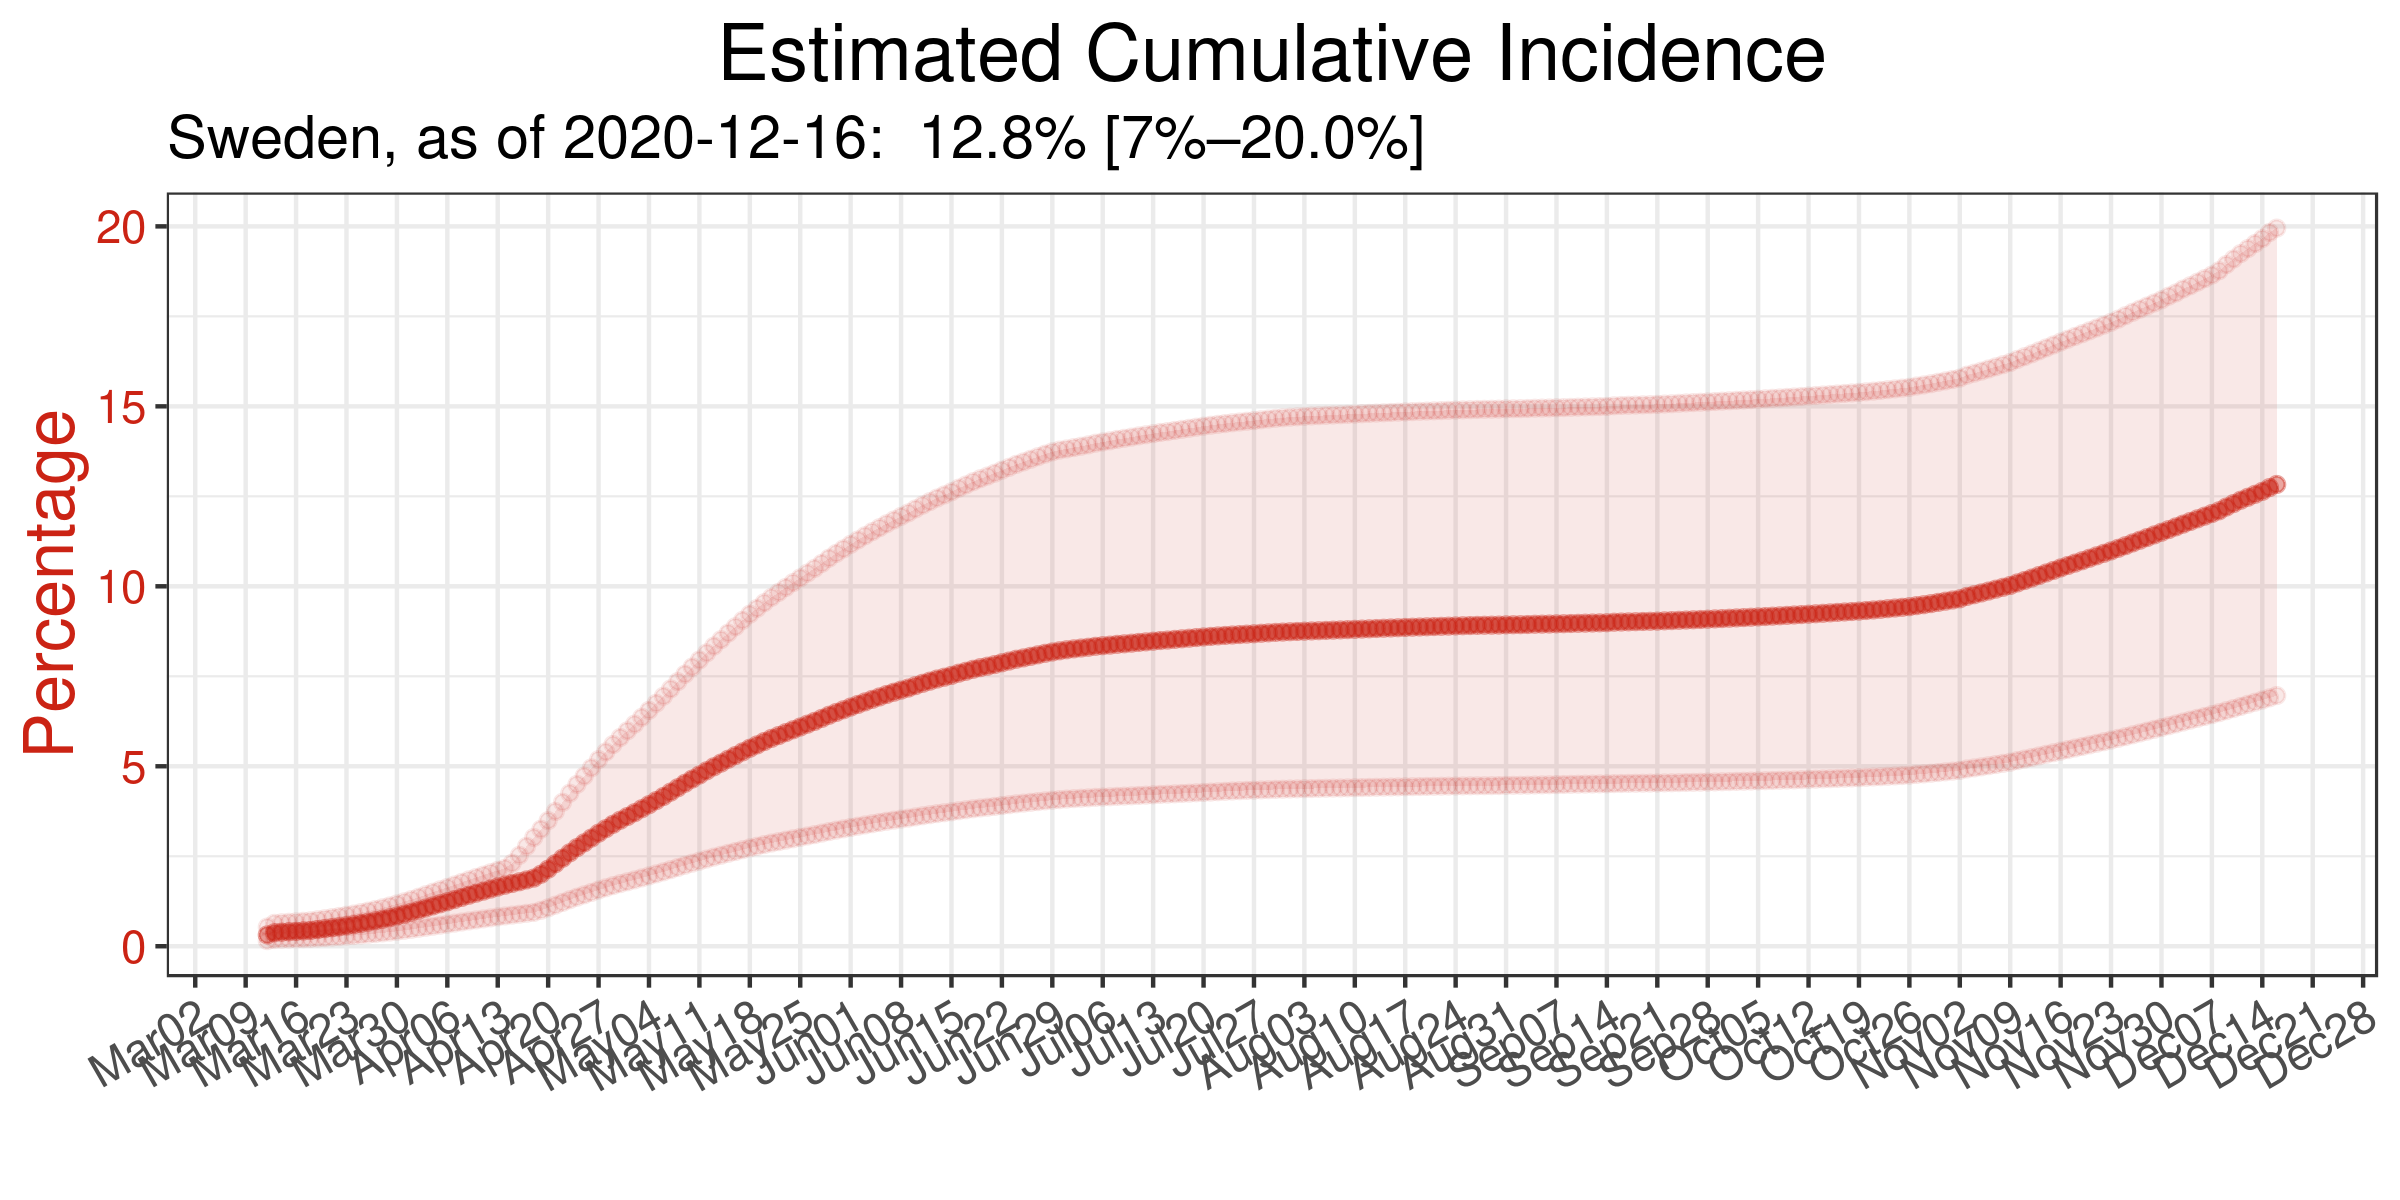 Estimated Cumulative Incidence
Sweden, as of 2020-12-16:  12.8% [7%–20.0%]
Percentage
20
15
10
5
0
Mar02
Mar09
Mar16
Mar23
Mar30
Apr06
Apr13
Apr20
Apr27
May04
May11
May18
May25
Jun01
Jun08
Jun15
Jun22
Jun29
Jul06
Jul13
Jul20
Jul27
Aug03
Aug10
Aug17
Aug24
Aug31
Sep07
Sep14
Sep21
Sep28
Oct05
Oct12
Oct19
Oct26
Nov02
Nov09
Nov16
Nov23
Nov30
Dec07
Dec14
Dec21
Dec28